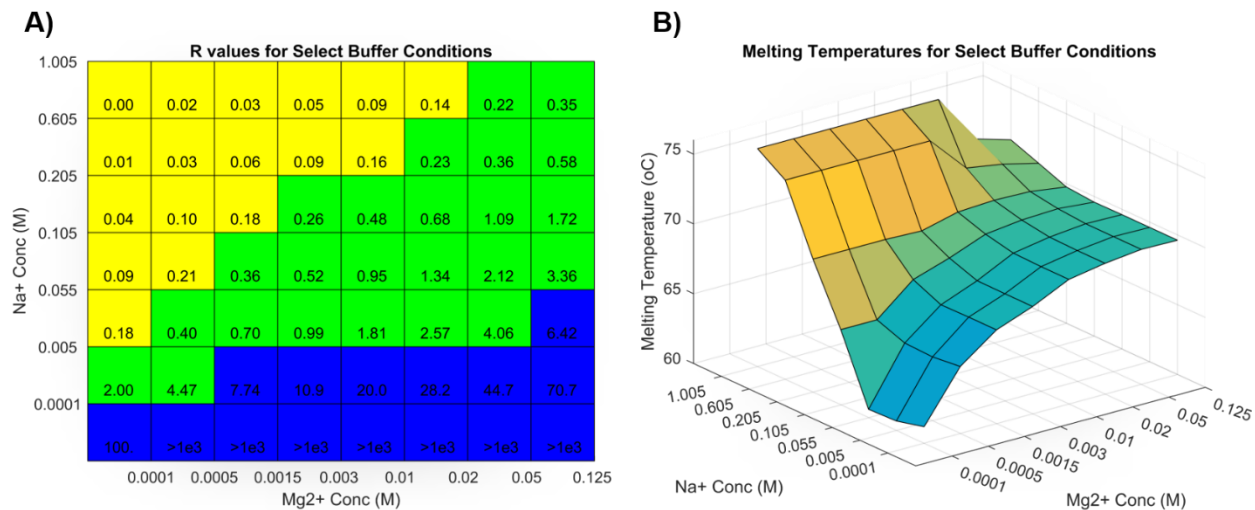 A)
R values for Select Buffer Conditions
1.005
0.00 0.02 0.03 0.05 0.09 0.14 0.22 0.35
0.605
0.01 0.03 0.06 0.09 0.16 0.23 0.36 0.58
0.205
0.04 0.10 0.18 0.26 0.48 0.68 1.09 1.72
0.105
0.09 0.21 0.36 0.52 0.95 1.34 2.12 3.36
0.055
0.18 0.40 0.70 0.99 1.81 2.57 4.06 6.42
0.005
2.00 4.47 7.74 10.9 20.0 28.2 44.7 70.7
0.0001
100. >1e3 >1e3 >1e3 >1e3 >1e3 >1e3 >1e3
0.0001 0.0005 0.0015 0.003 0.01 0.02 0.05 0.125
Na+ Conc (M)
Mg2+ Conc (M)
B)
Melting Temperatures for Select Buffer Conditions
75
70
65
60
Melting Temperature (oC)
1.005
0.605
0.205
0.105
0.055
0.005
0.0001
Na+ Conc (M)
0.125
0.05
0.02
0.01
0.003
0.0015
0.0005
0.0001
Mg2+ Conc (M)